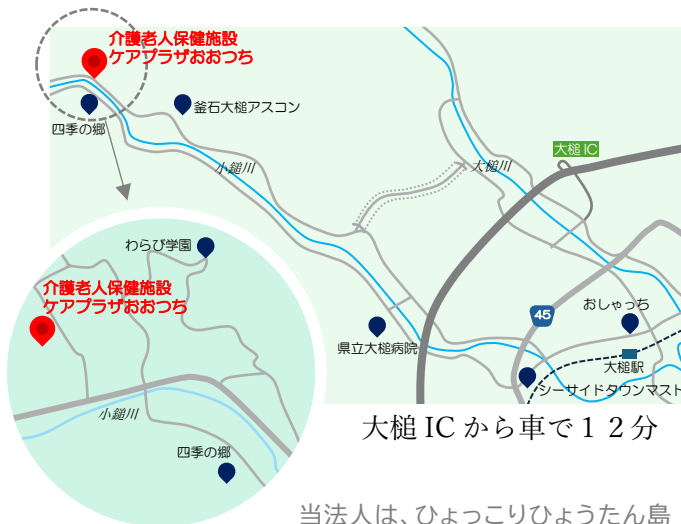 介護老人保健施設
ケアプラザおおつち
釜石大槌アスコン
四季の郷
小鎚川
大槌川
大槌 IC
わらび学園
介護老人保健施設
ケアプラザおおつち
45
おしゃっち
県立大槌病院
大槌駅
シーサイドタウンマスト
小鎚川
四季の郷
大槌 IC から車で１２分
当法人は、ひょっこりひょうたん島